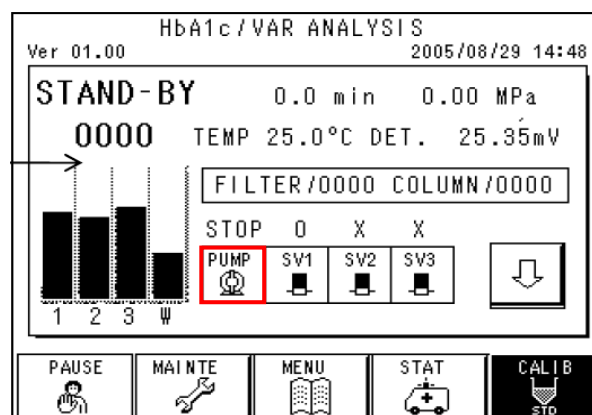 HbA1c/VAR ANALYSIS
Ver 01.00 2005/08/29 14:48
STAND-BY 0.0 min 0.00 MPa
0000 TEMP 25.0°C DET. 25.35mV
FILTER/0000 COLUMN/0000
STOP O X X
PUMP SV1 SV2 SV3
1 2 3 W
PAUSE MAINTE MENU STAT CALIB
STD